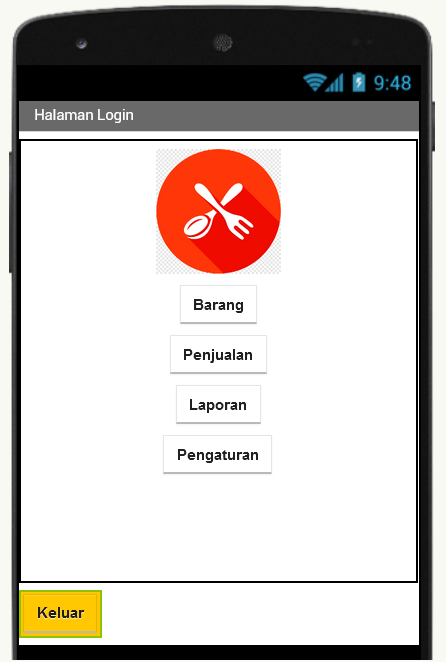 9:48
Halaman Login
Barang
Penjualan
Laporan
Pengaturan
Keluar